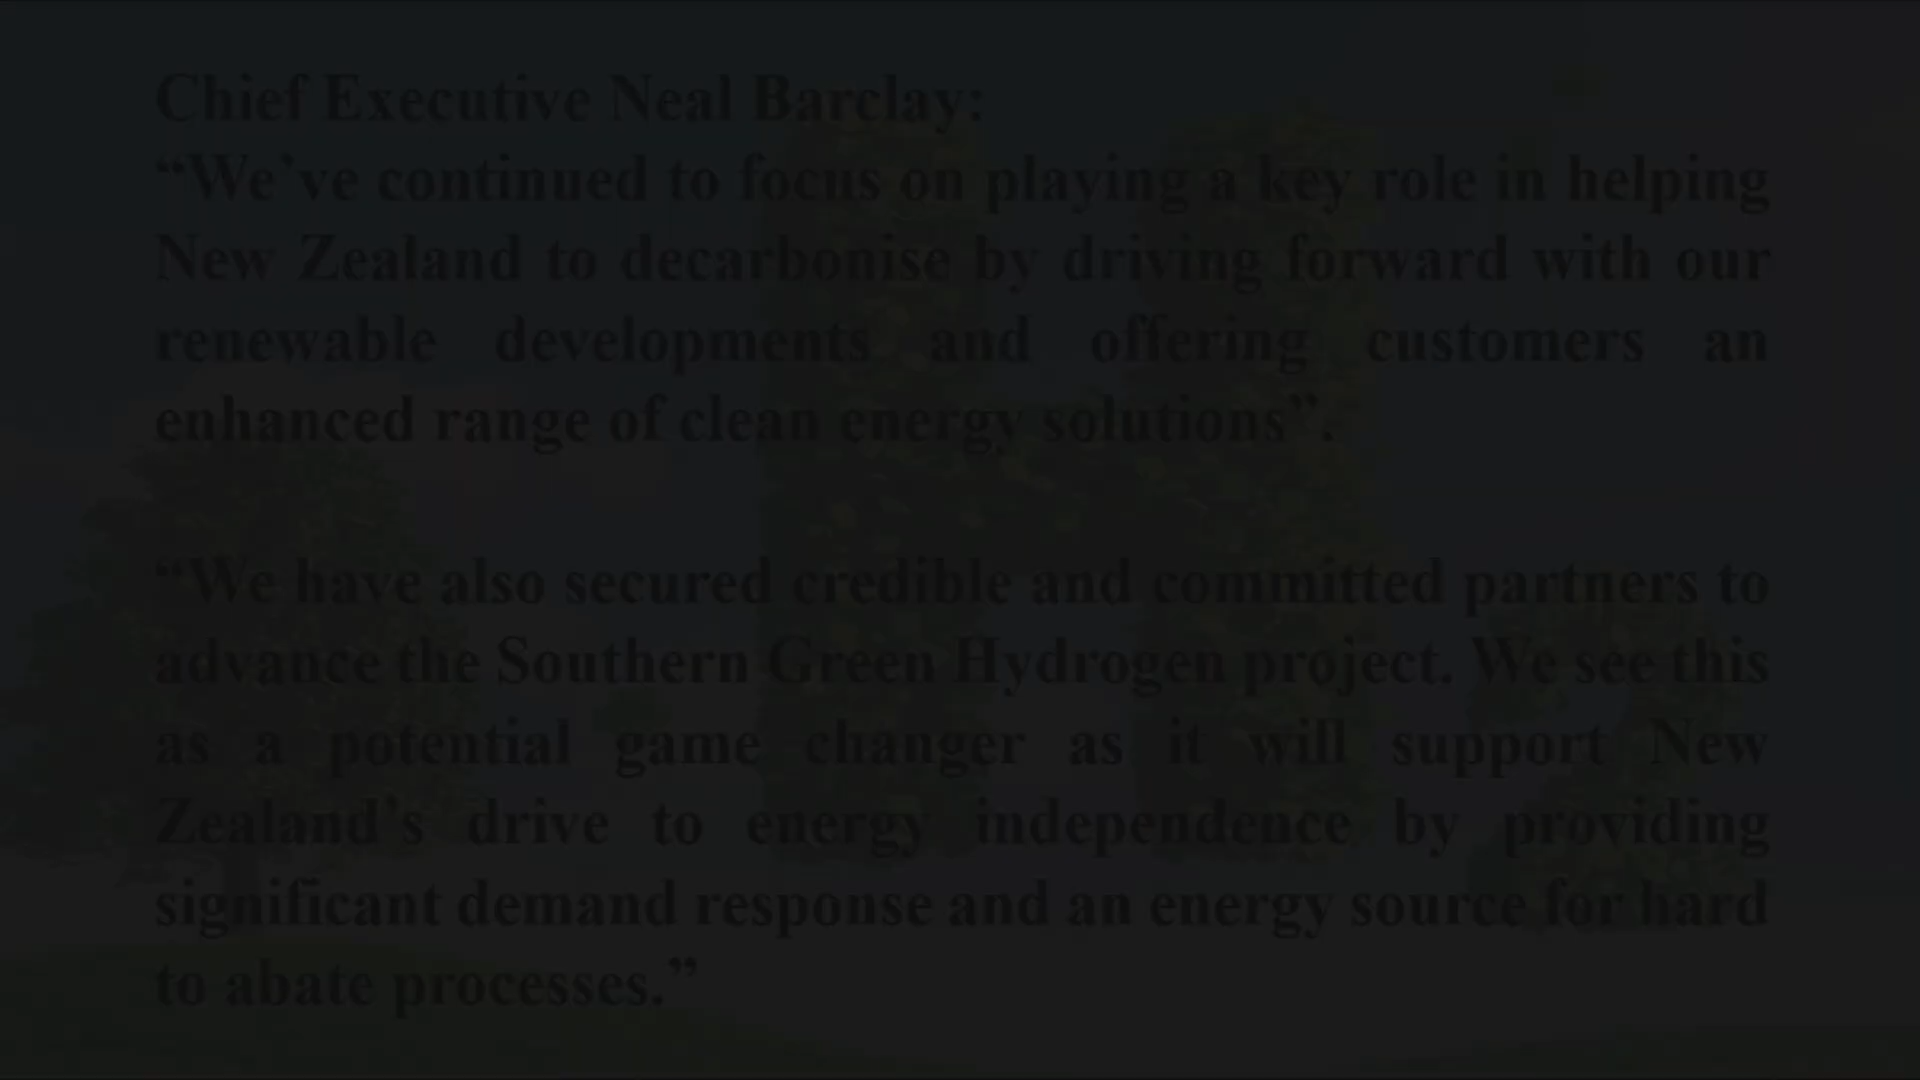 Chief Executive Neal Barclay:
“We’ve continued to focus on playing a key role in helping
New Zealand to decarbonise by driving forward with our
renewable developments and offering customers an
enhanced range of clean energy solutions”.
“We have also secured credible and committed partners to
advance the Southern Green Hydrogen project. We see this
as a potential game changer as it will support New
Zealand’s drive to energy independence by providing
significant demand response and an energy source for hard
to abate processes.”